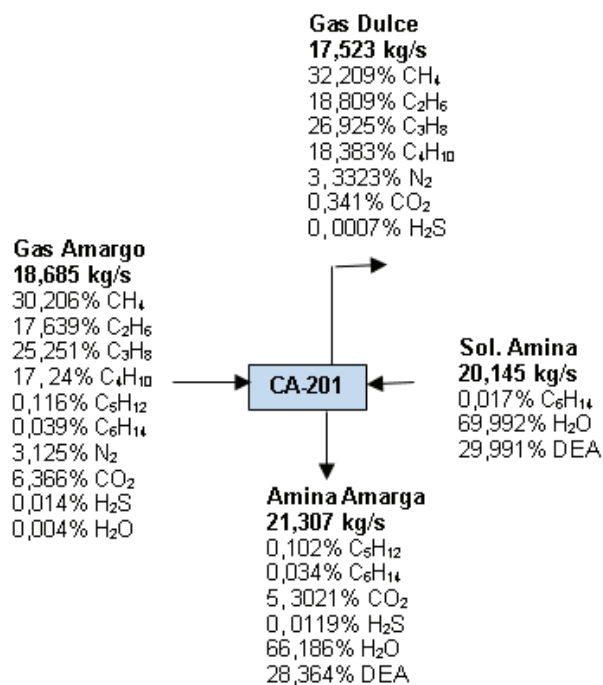 Gas Dulce
17,523 kg/s
32,209% CH₄
18,809% C₂H₆
26,925% C₃H₈
18,383% C₄H₁₀
3,3323% N₂
0,341% CO₂
0,0007% H₂S
Gas Amargo
18,685 kg/s
30,206% CH₄
17,639% C₂H₆
25,251% C₃H₈
17, 24% C₄H₁₀
0,116% C₅H₁₂
0,039% C₆H₁₄
3,125% N₂
6,366% CO₂
0,014% H₂S
0,004% H₂O
CA-201
Sol. Amina
20,145 kg/s
0,017% C₆H₁₄
69,992% H₂O
29,991% DEA
Amina Amarga
21,307 kg/s
0,102% C₅H₁₂
0,034% C₆H₁₄
5,3021% CO₂
0,0119% H₂S
66,186% H₂O
28,364% DEA